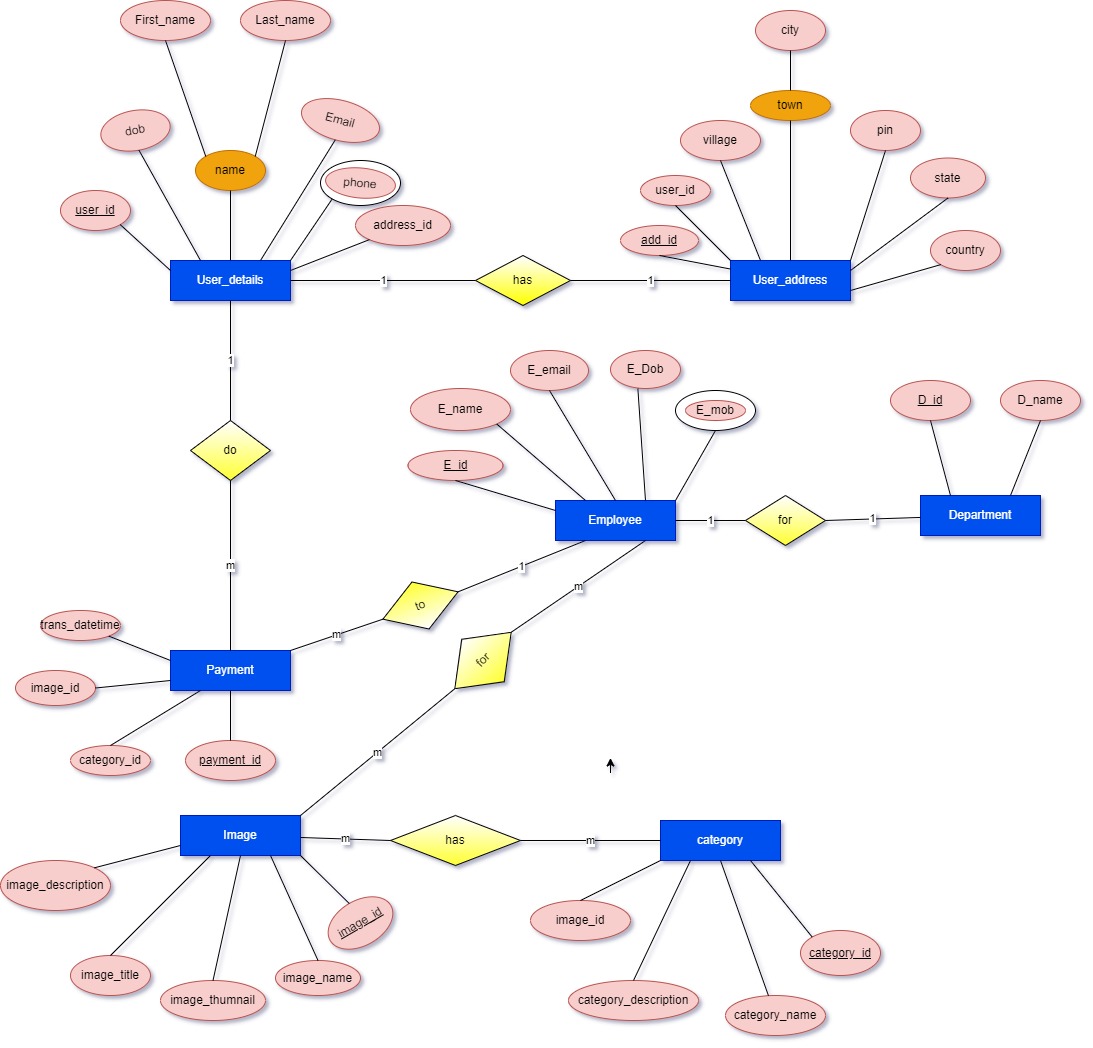 First_name
Last_name
city
dob
Email
town
name
phone
village
pin
user_id
user_id
state
address_id
add_id
country
User_details
1
has
1
User_address
1
E_email
E_Dob
E_name
E_mob
D_id
D_name
do
E_id
Employee
1
for
1
Department
m
1
m
to
trans_datetime
m
for
Payment
image_id
category_id
payment_id
m
Image
m
has
m
category
image_description
image_id
image_id
category_id
image_title
image_name
image_thumnail
category_description
category_name